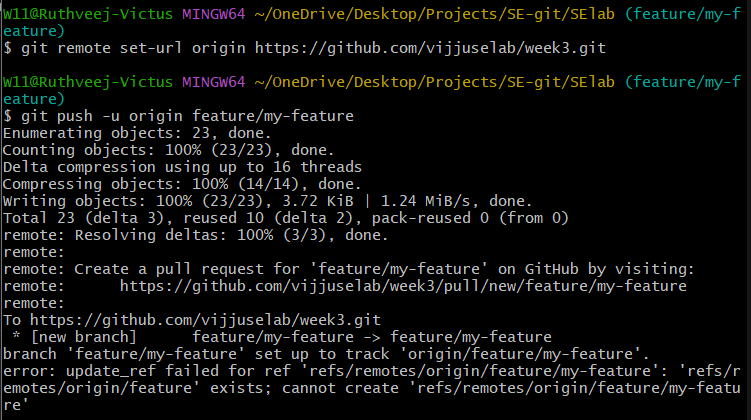 W11@Ruthveej-Victus MINGW64 ~/OneDrive/Desktop/Projects/SE-git/SElab (feature/my-f
eature)
$ git remote set-url origin https://github.com/vijjuselab/week3.git
W11@Ruthveej-Victus MINGW64 ~/OneDrive/Desktop/Projects/SE-git/SElab (feature/my-f
eature)
$ git push -u origin feature/my-feature
Enumerating objects: 23, done.
Counting objects: 100% (23/23), done.
Delta compression using up to 16 threads
Compressing objects: 100% (14/14), done.
Writing objects: 100% (23/23), 3.72 KiB | 1.24 MiB/s, done.
Total 23 (delta 3), reused 10 (delta 2), pack-reused 0 (from 0)
remote: Resolving deltas: 100% (3/3), done.
remote:
remote: Create a pull request for 'feature/my-feature' on GitHub by visiting:
remote:      https://github.com/vijjuselab/week3/pull/new/feature/my-feature
remote:
To https://github.com/vijjuselab/week3.git
 * [new branch]      feature/my-feature -> feature/my-feature
branch 'feature/my-feature' set up to track 'origin/feature/my-feature'.
error: update_ref failed for ref 'refs/remotes/origin/feature/my-feature': 'refs/r
emotes/origin/feature' exists; cannot create 'refs/remotes/origin/feature/my-featu
re'